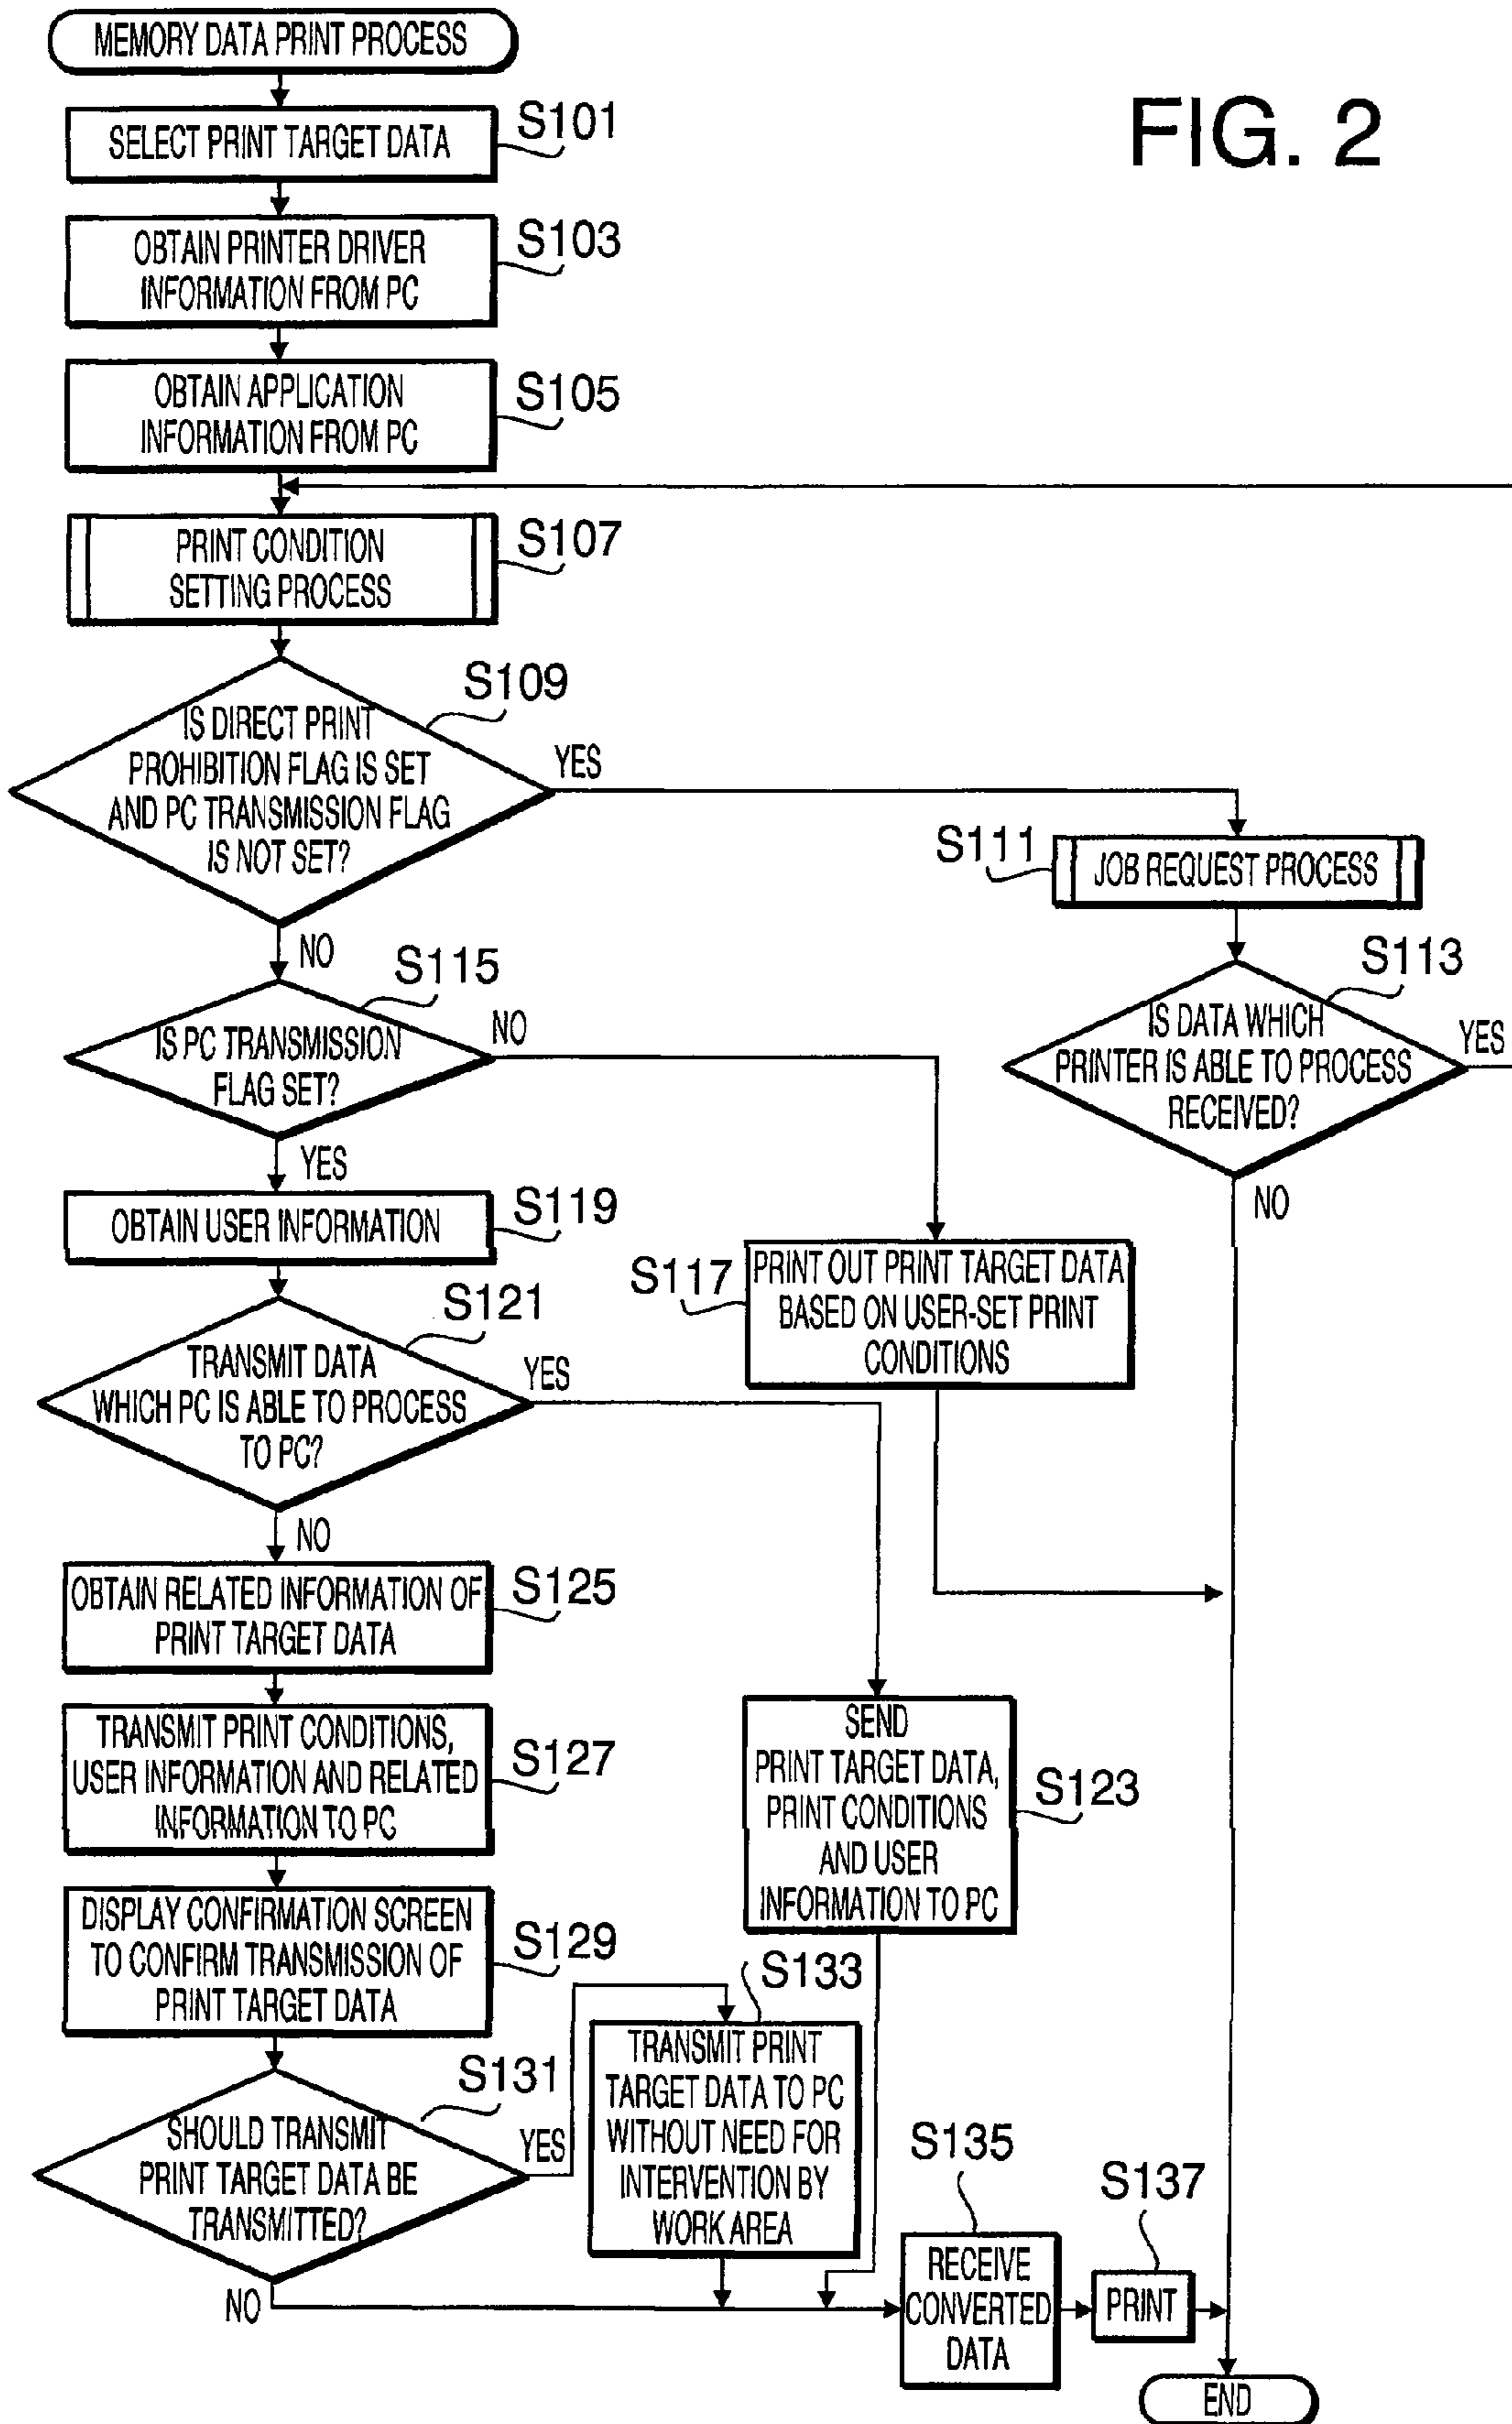 MEMORY DATA PRINT PROCESS
FIG. 2
SELECT PRINT TARGET DATA
S101
OBTAIN PRINTER DRIVER
INFORMATION FROM PC
S103
OBTAIN APPLICATION
INFORMATION FROM PC
S105
PRINT CONDITION
SETTING PROCESS
S107
S109
IS DIRECT PRINT
PROHIBITION FLAG IS SET
AND PC TRANSMISSION FLAG
IS NOT SET?
YES
NO
S111
JOB REQUEST PROCESS
S113
IS DATA WHICH
PRINTER IS ABLE TO PROCESS
RECEIVED?
YES
NO
S115
IS PC TRANSMISSION
FLAG SET?
NO
YES
S117
PRINT OUT PRINT TARGET DATA
BASED ON USER-SET PRINT
CONDITIONS
OBTAIN USER INFORMATION
S119
S121
TRANSMIT DATA
WHICH PC IS ABLE TO PROCESS
TO PC?
YES
NO
SEND
PRINT TARGET DATA,
PRINT CONDITIONS
AND USER
INFORMATION TO PC
S123
OBTAIN RELATED INFORMATION OF
PRINT TARGET DATA
S125
TRANSMIT PRINT CONDITIONS,
USER INFORMATION AND RELATED
INFORMATION TO PC
S127
DISPLAY CONFIRMATION SCREEN
TO CONFIRM TRANSMISSION OF
PRINT TARGET DATA
S129
S131
SHOULD TRANSMIT
PRINT TARGET DATA BE
TRANSMITTED?
YES
NO
S133
TRANSMIT PRINT
TARGET DATA TO PC
WITHOUT NEED FOR
INTERVENTION BY
WORK AREA
S135
RECEIVE
CONVERTED
DATA
S137
PRINT
END